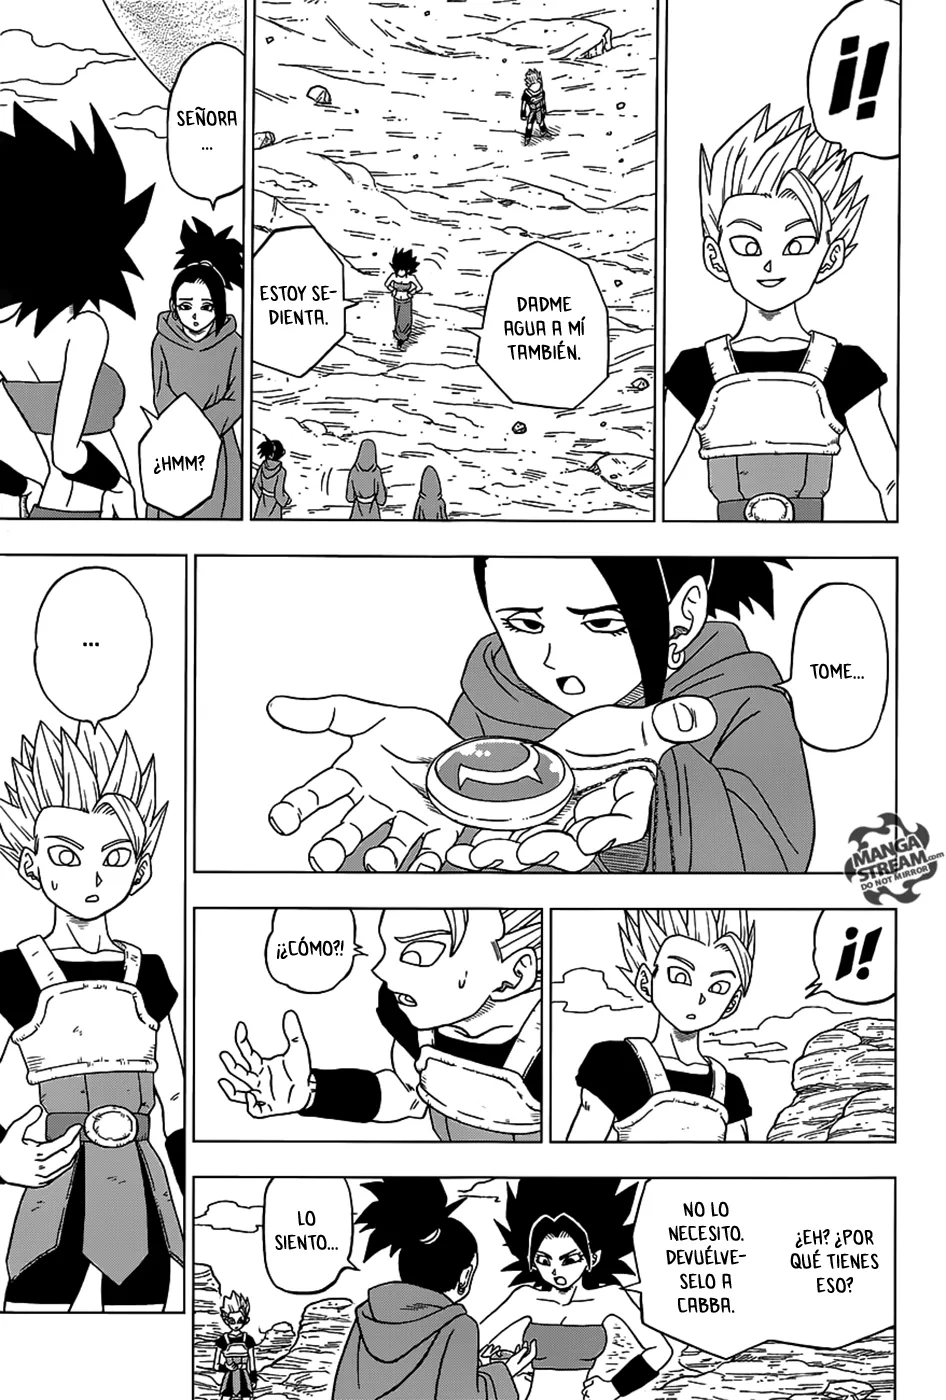 ¡!
DADME
AGUA A MÍ
TAMBIÉN.
ESTOY SE-
DIENTA.
SEÑORA
...
¿HMM?
TOME...
MANGA
STREAM.com
DO NOT MIRROR
...
¡!
¡¿CÓMO?!
¿EH? ¿POR
QUÉ TIENES
ESO?
NO LO
NECESITO.
DEVUÉLVE-
SELO A
CABBA.
LO
SIENTO...